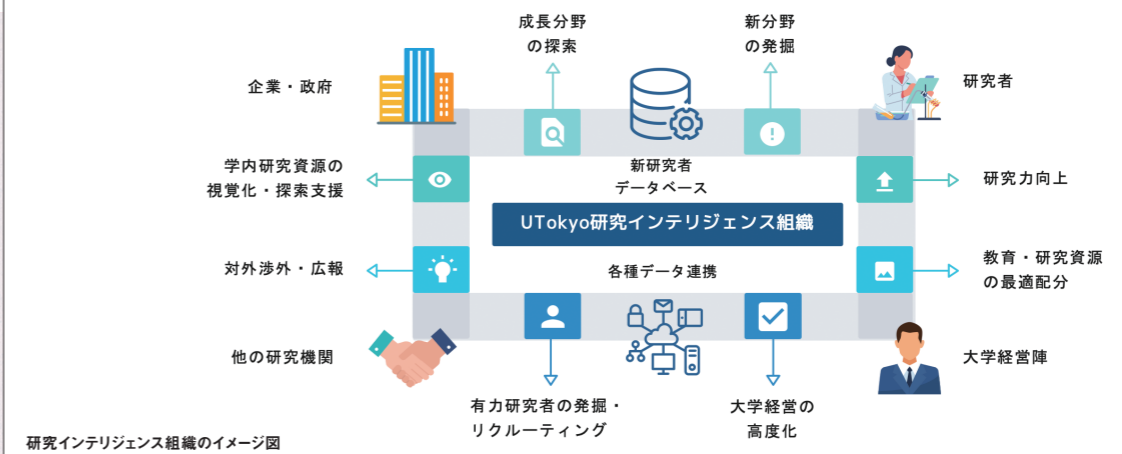 成長分野
の探索
新分野
の発掘
企業・政府
研究者
学内研究資源の
視覚化・探索支援
新研究者
データベース
研究力向上
UTokyo研究インテリジェンス組織
対外渉外・広報
各種データ連携
教育・研究資源
の最適配分
他の研究機関
大学経営陣
有力研究者の発掘・
リクルーティング
大学経営の
高度化
研究インテリジェンス組織のイメージ図